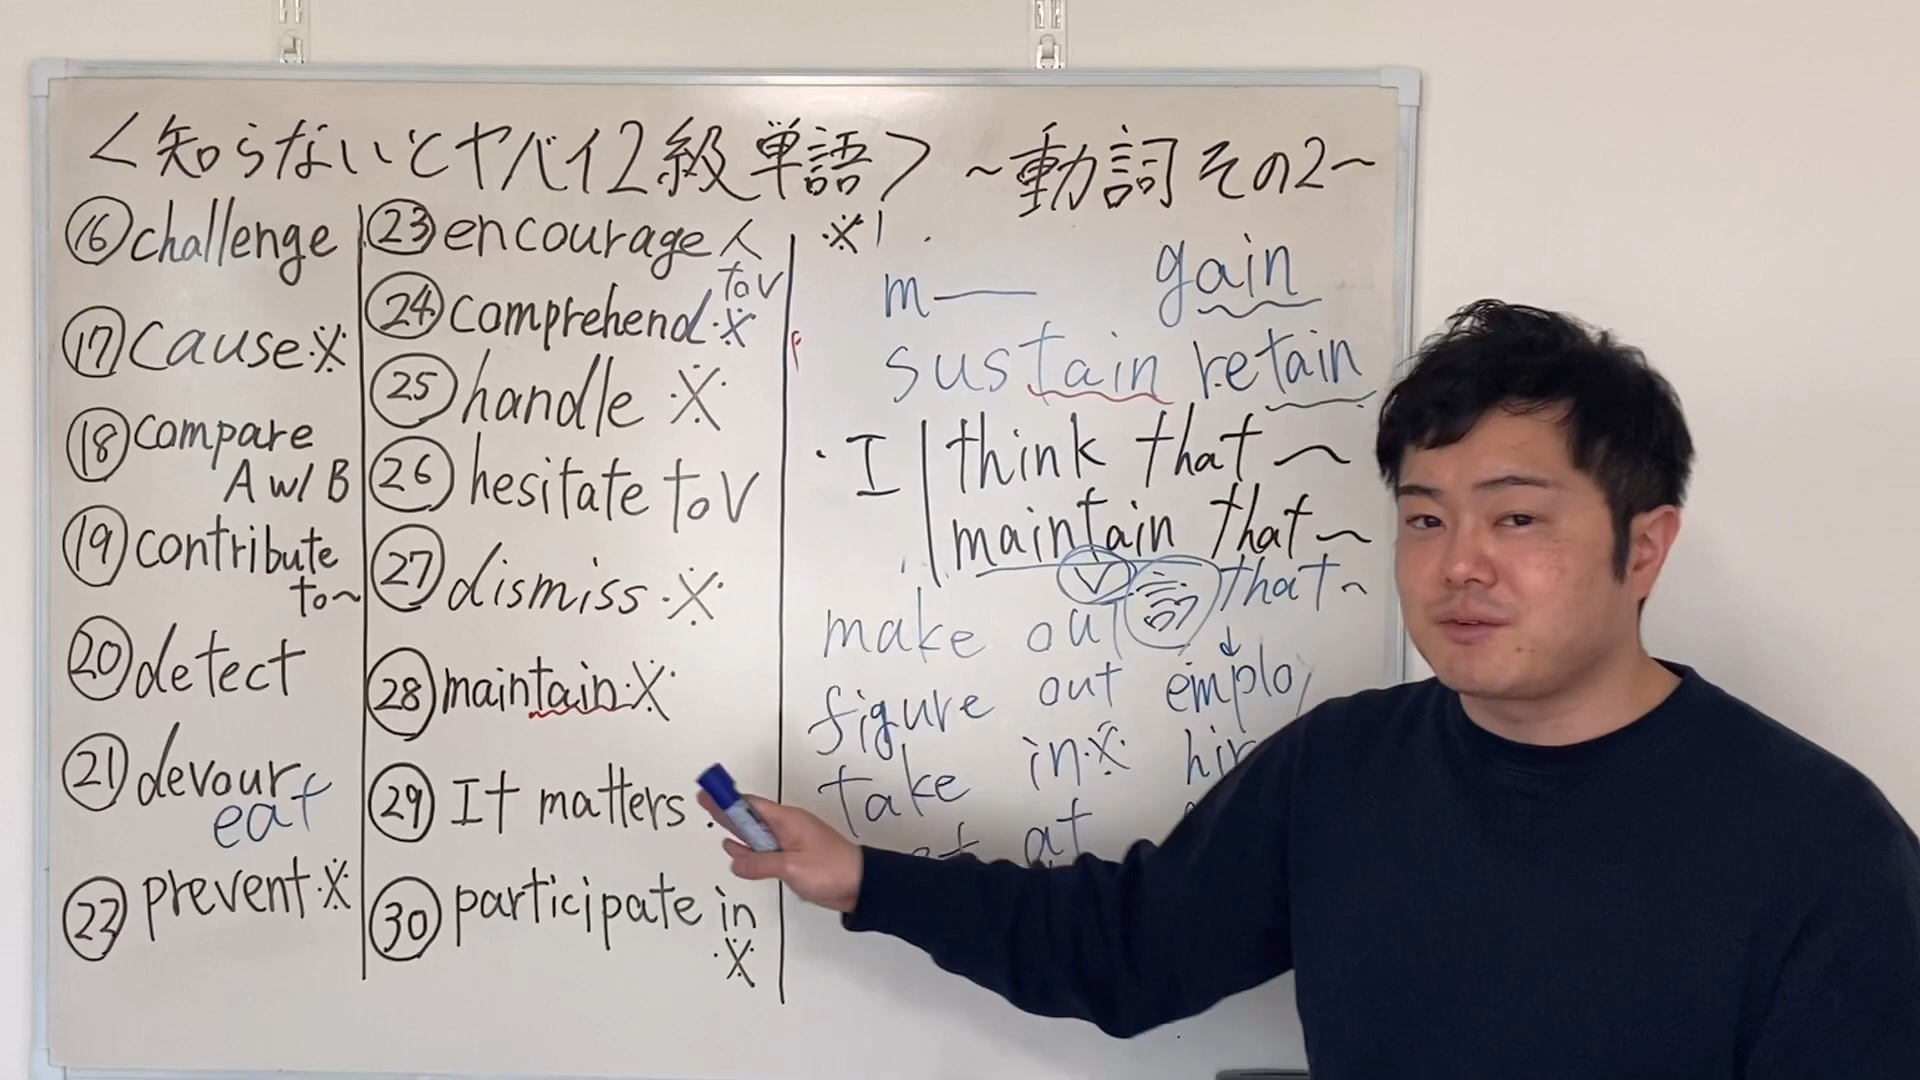 ＜知らないとヤバイ2級単語＞ ～動詞その2～
⑯challenge
⑰cause※
⑱compare
A w/ B
⑲contribute
to～
⑳detect
㉑devour
eat
㉒prevent※
㉓encourage 人
to V
㉔comprehend※
㉕handle ※
㉖hesitate to V
㉗dismiss※
㉘maintain※
㉙It matters
㉚participate in
※
※1
m— gain
sustain retain
・I think that ～
maintain that～
V 言 that～
make out
figure out employ
take in※
at